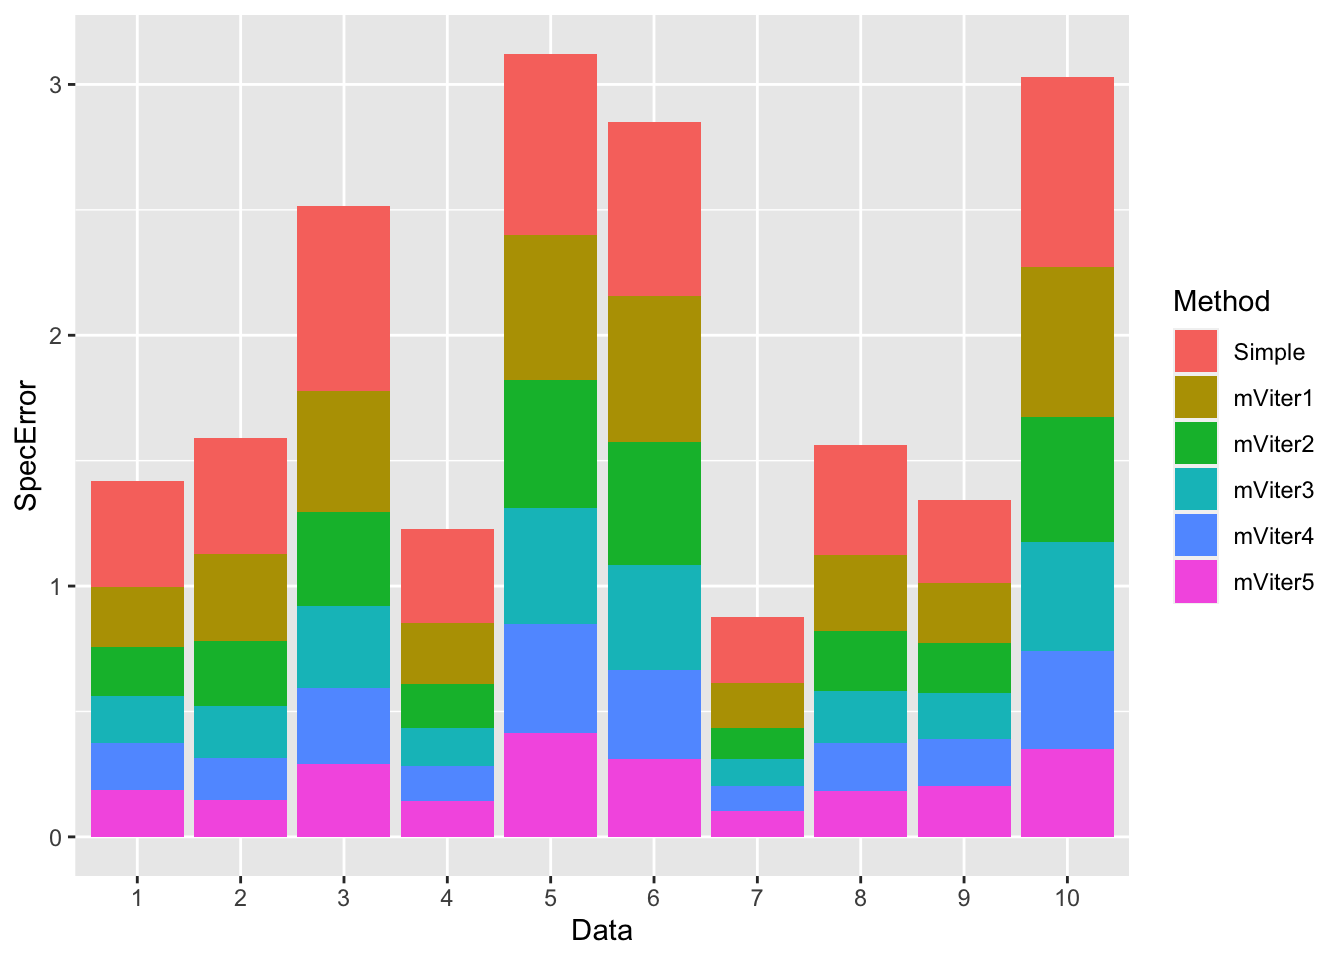 SpecError
3
2
1
0
1 2 3 4 5 6 7 8 9 10
Data
Method
Simple
mViter1
mViter2
mViter3
mViter4
mViter5